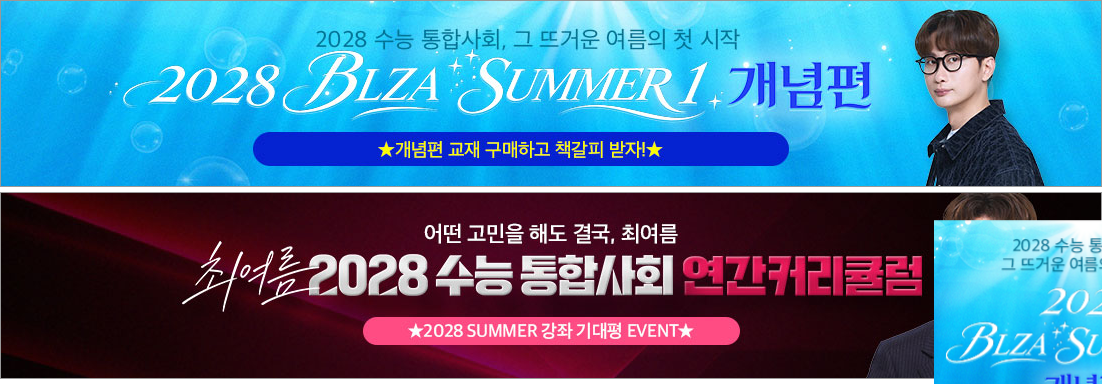 2028 수능 통합사회, 그 뜨거운 여름의 첫 시작
2028 BLZA SUMMER 1 개념편
★개념편 교재 구매하고 책갈피 받자!★
어떤 고민을 해도 결국, 최여름
최여름 2028 수능 통합사회 연간커리큘럼
★2028 SUMMER 강좌 기대평 EVENT★
2028 수능 통
그 뜨거운 여름의
202
BLZA SU